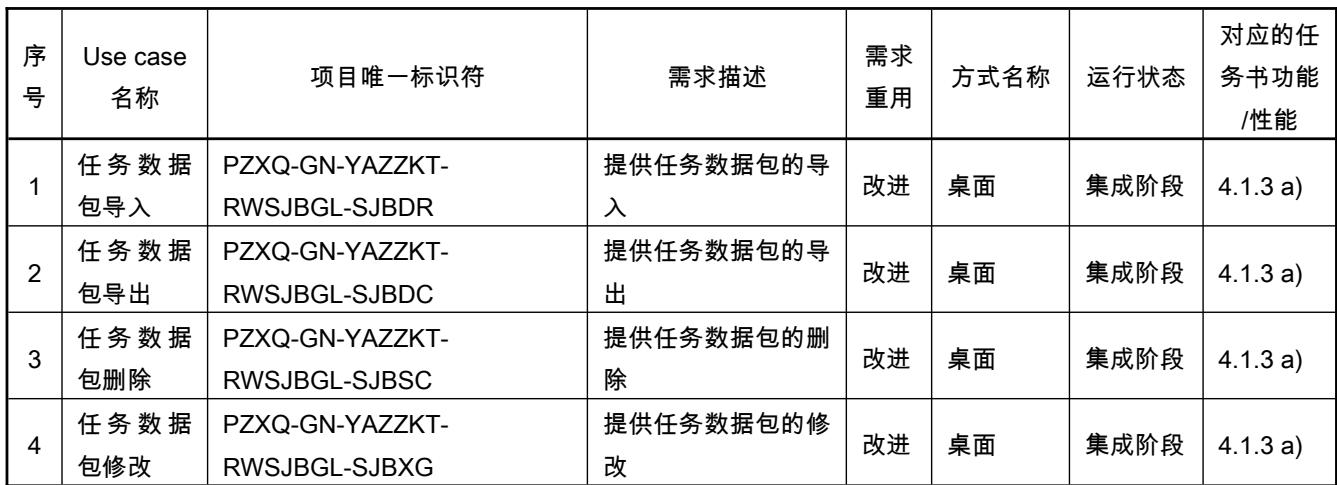 序号 Use case 名称 项目唯一标识符 需求描述 需求重用 方式名称 运行状态 对应的任务书功能/性能
1 任务数据包导入 PZXQ-GN-YAZZKT-RWSJBGL-SJBDR 提供任务数据包的导入 改进 桌面 集成阶段 4.1.3 a)
2 任务数据包导出 PZXQ-GN-YAZZKT-RWSJBGL-SJBDC 提供任务数据包的导出 改进 桌面 集成阶段 4.1.3 a)
3 任务数据包删除 PZXQ-GN-YAZZKT-RWSJBGL-SJBSC 提供任务数据包的删除 改进 桌面 集成阶段 4.1.3 a)
4 任务数据包修改 PZXQ-GN-YAZZKT-RWSJBGL-SJBXG 提供任务数据包的修改 改进 桌面 集成阶段 4.1.3 a)